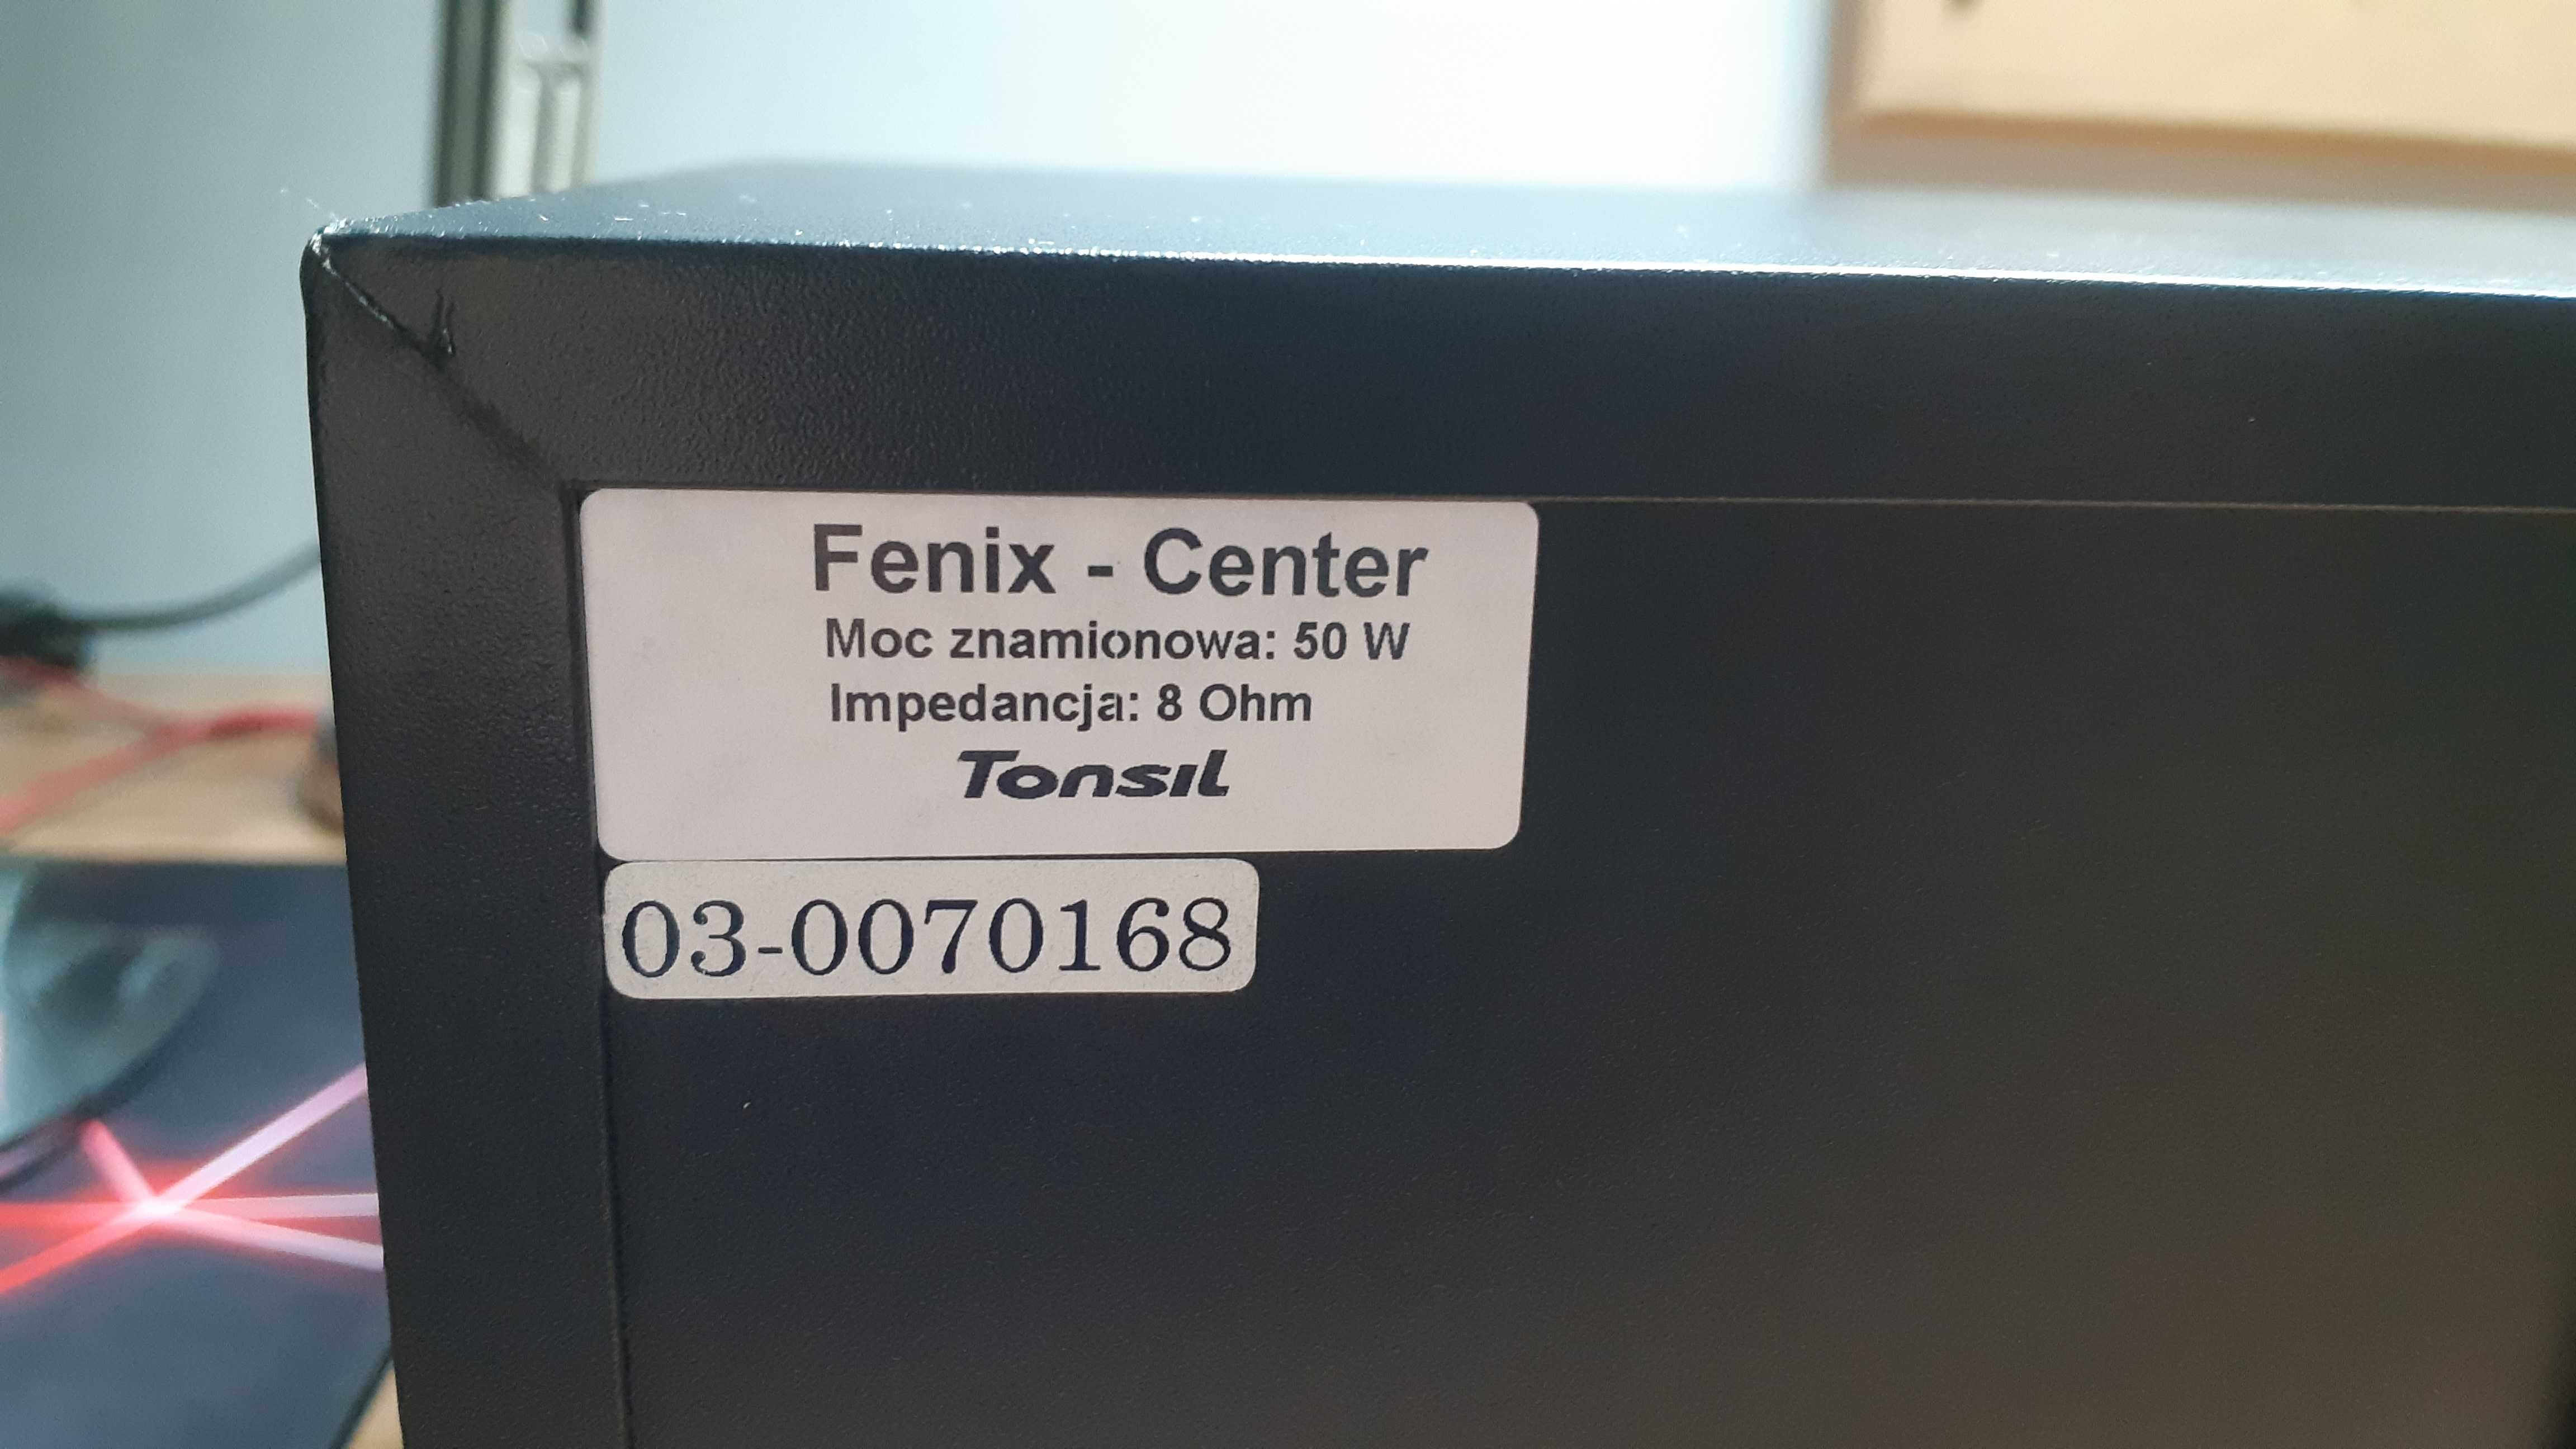 Fenix - Center
Moc znamionowa: 50 W
Impedancja: 8 Ohm
Tonsil
03-0070168